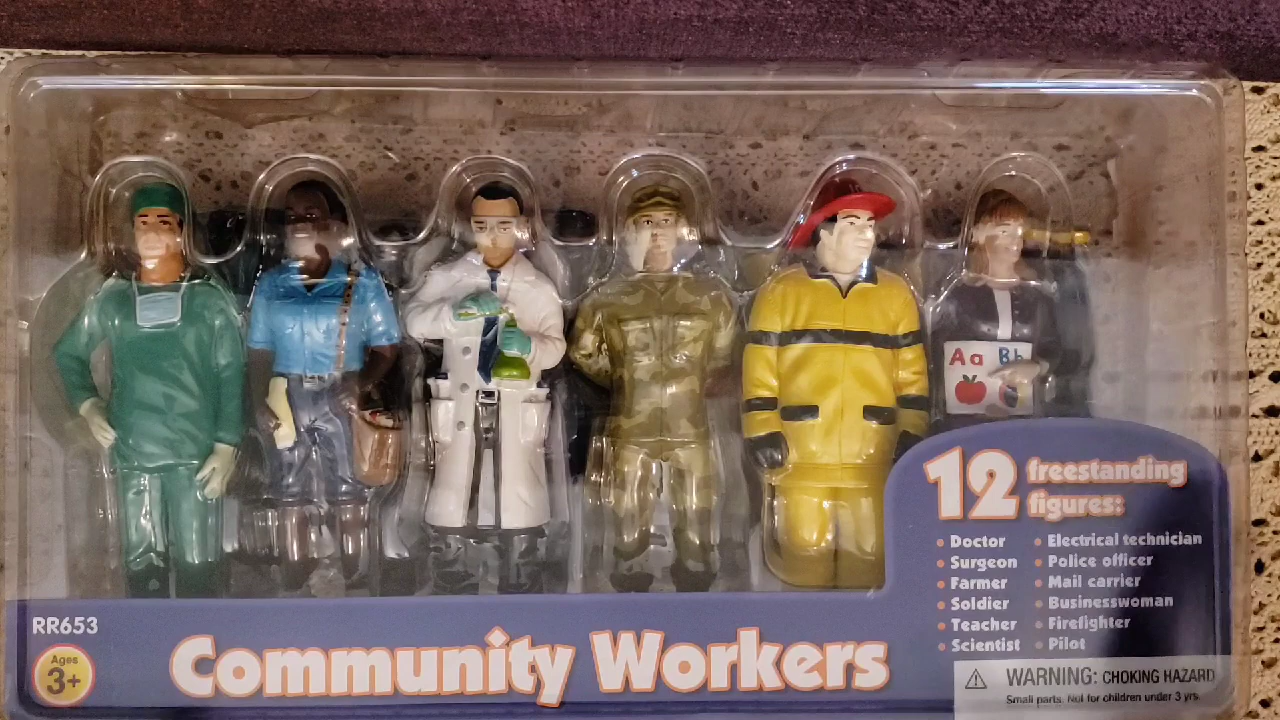 Aa Bb
12 freestanding
figures:
• Doctor
• Surgeon
• Farmer
• Soldier
• Teacher
• Scientist
• Electrical technician
• Police officer
• Mail carrier
• Businesswoman
• Firefighter
• Pilot
RR653
Ages
3+
Community Workers
WARNING: CHOKING HAZARD
Small parts. Not for children under 3 yrs.